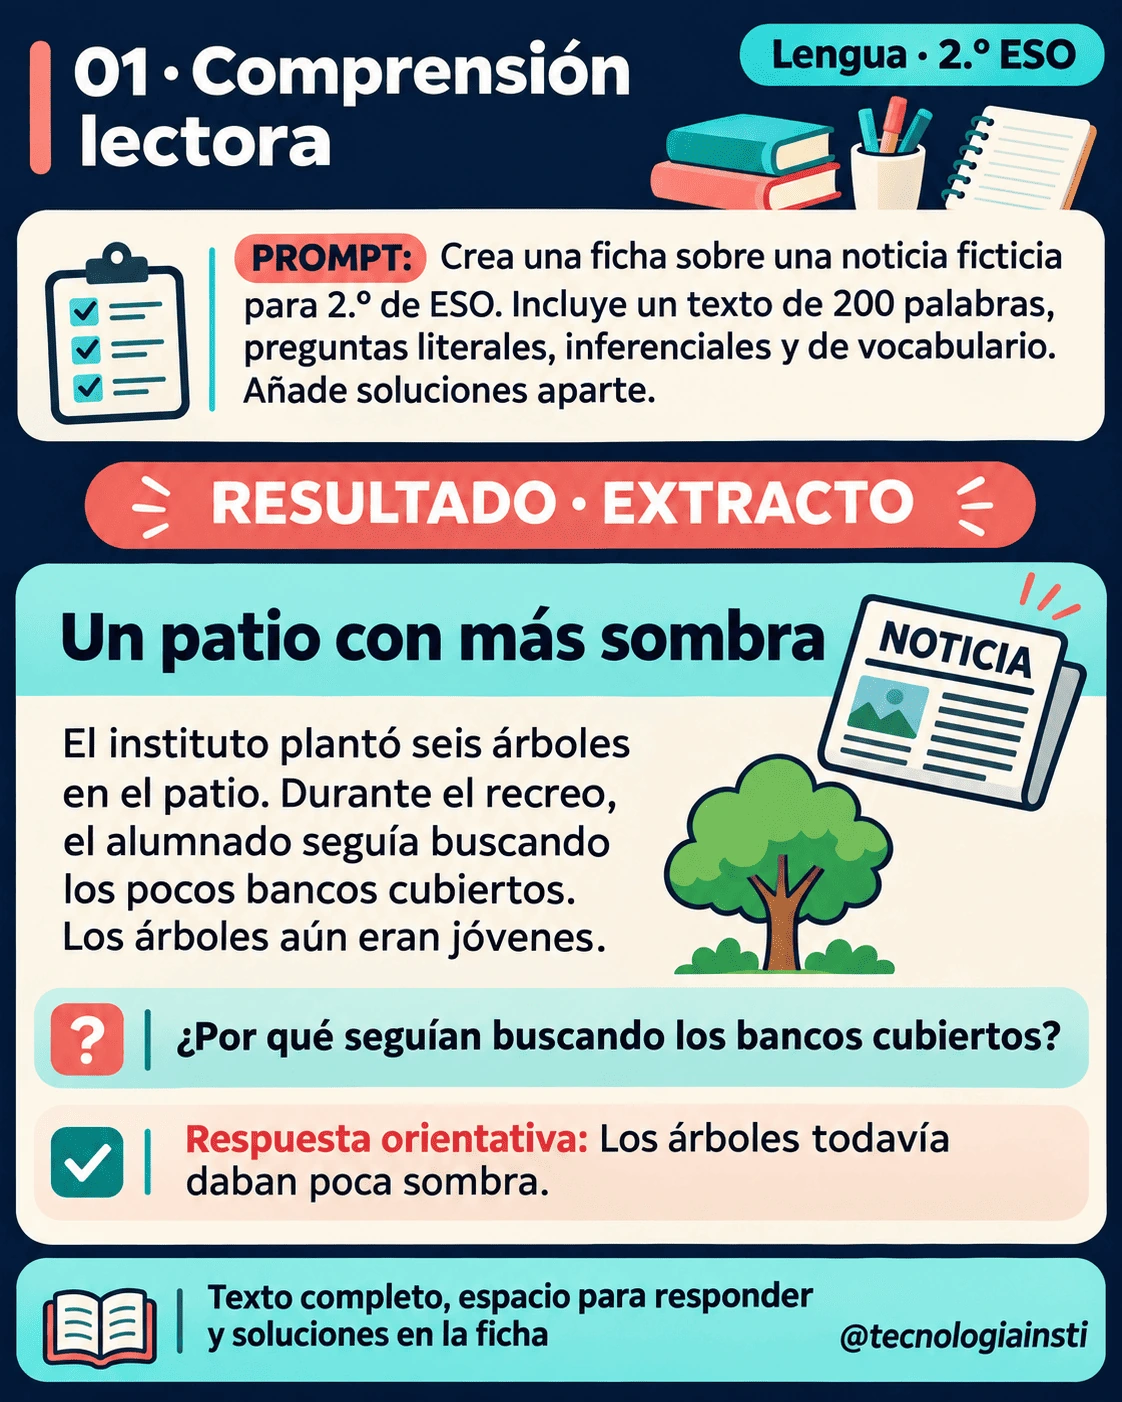 01 · Comprensión
lectora
Lengua · 2.º ESO
PROMPT: Crea una ficha sobre una noticia ficticia
para 2.º de ESO. Incluye un texto de 200 palabras,
preguntas literales, inferenciales y de vocabulario.
Añade soluciones aparte.
RESULTADO · EXTRACTO
Un patio con más sombra
NOTICIA
El instituto plantó seis árboles
en el patio. Durante el recreo,
el alumnado seguía buscando
los pocos bancos cubiertos.
Los árboles aún eran jóvenes.
?
¿Por qué seguían buscando los bancos cubiertos?
Respuesta orientativa: Los árboles todavía
daban poca sombra.
Texto completo, espacio para responder
y soluciones en la ficha
@tecnologiainsti